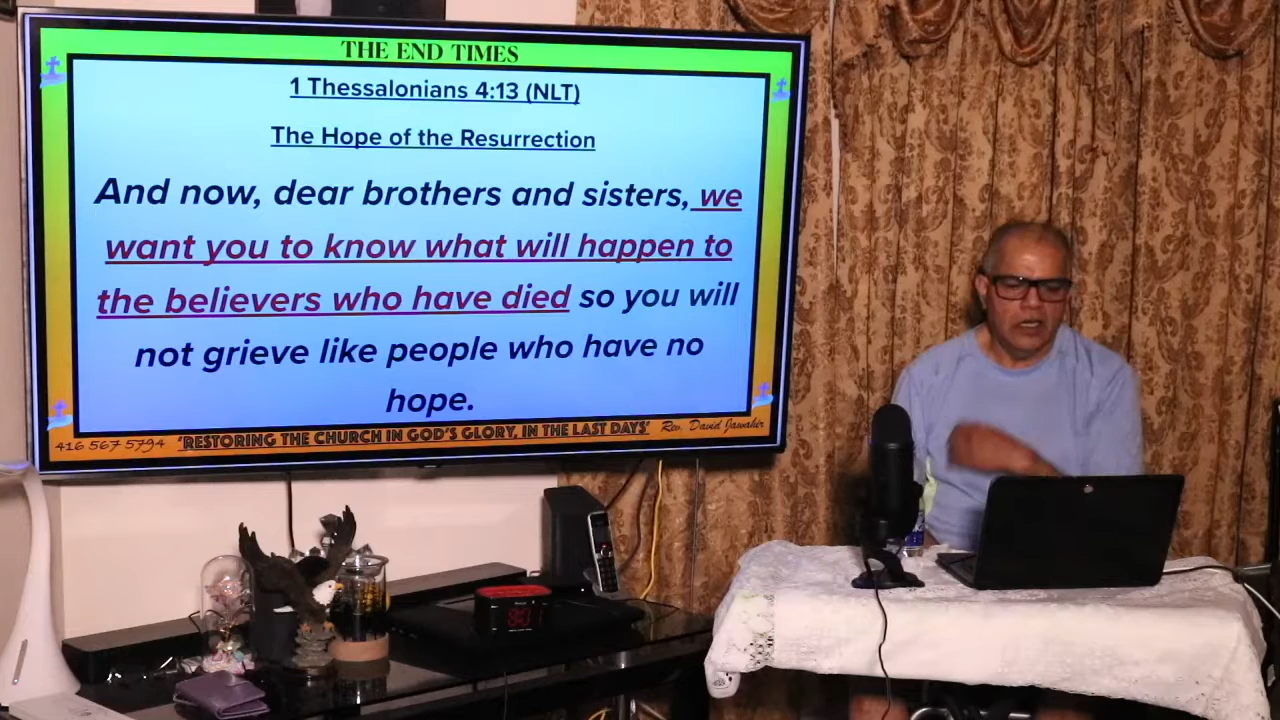 THE END TIMES
1 Thessalonians 4:13 (NLT)
The Hope of the Resurrection
And now, dear brothers and sisters, we
want you to know what will happen to
the believers who have died so you will
not grieve like people who have no
hope.
416 567 5794 'RESTORING THE CHURCH IN GOD'S GLORY, IN THE LAST DAYS' Rev. David Jawahir